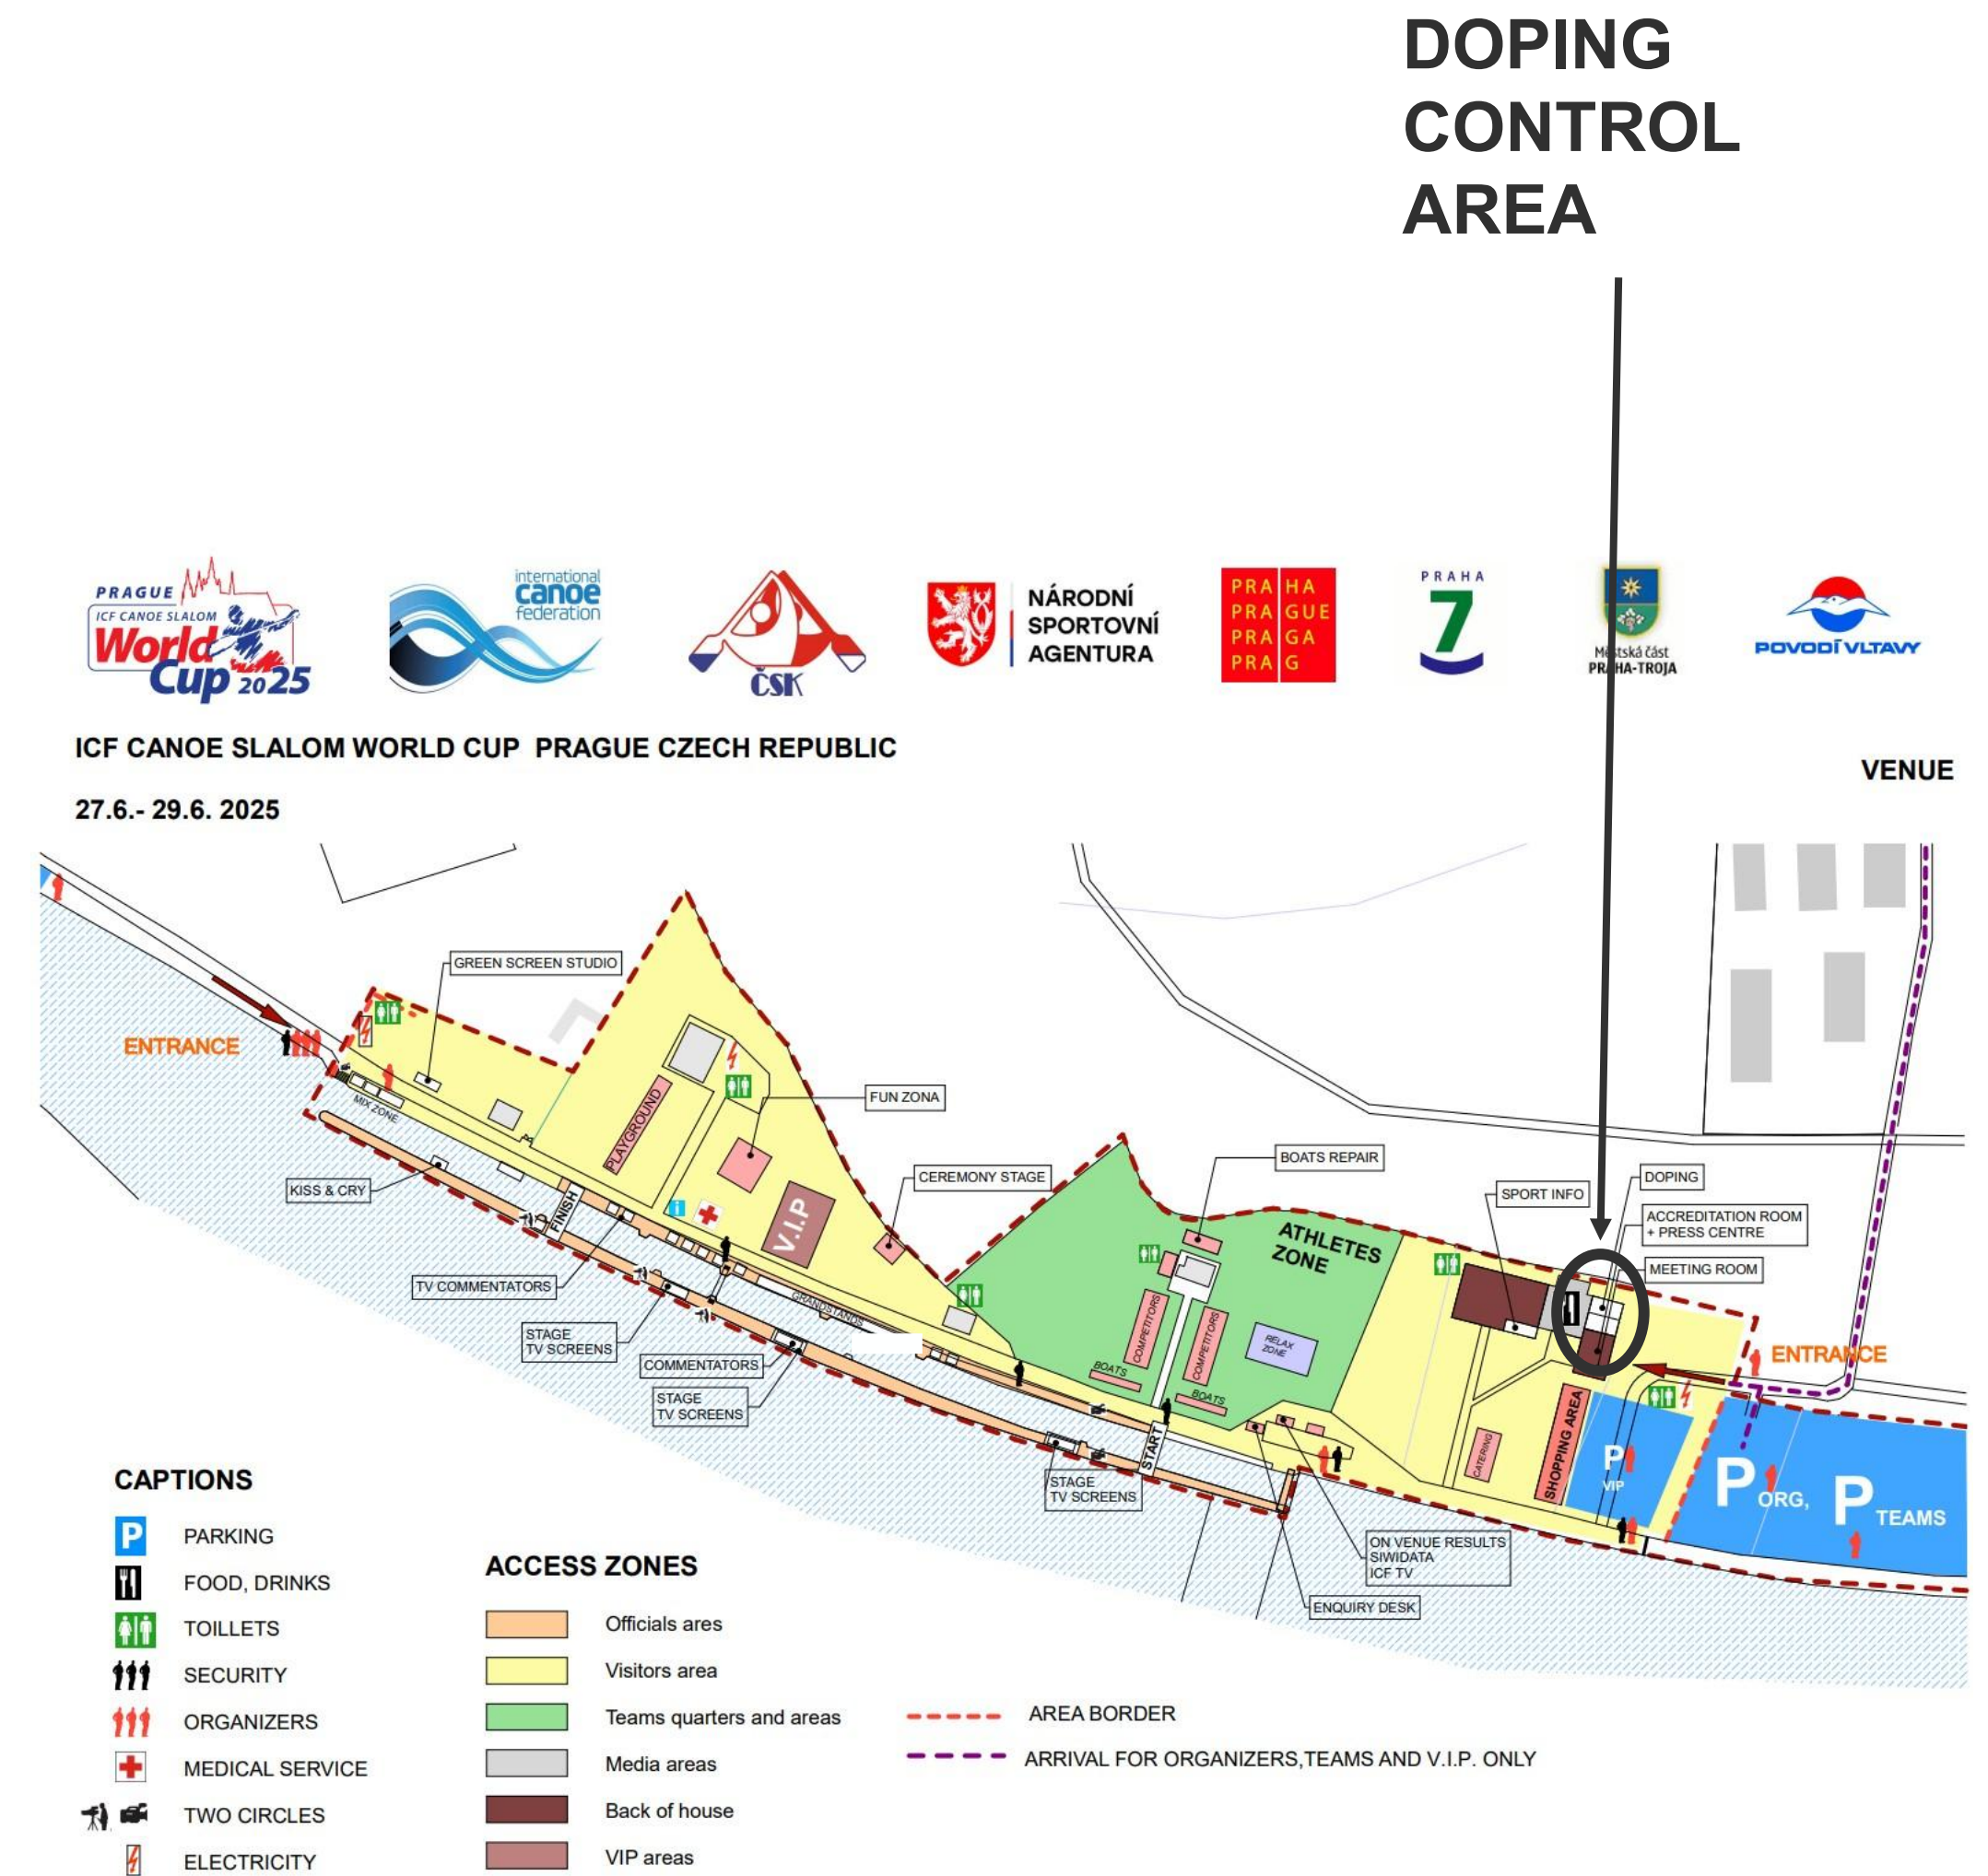 DOPING
CONTROL
AREA
PRAGUE
ICF CANOE SLALOM
World
Cup 2025
international
canoe
federation
ČSK
NÁRODNÍ
SPORTOVNÍ
AGENTURA
PRA HA
PRA GUE
PRA GA
PRA G
PRAHA
7
Městská část
PRAHA-TROJA
POVODÍ VLTAVY
ICF CANOE SLALOM WORLD CUP PRAGUE CZECH REPUBLIC
VENUE
27.6.- 29.6. 2025
GREEN SCREEN STUDIO
ENTRANCE
MIX ZONE
PLAYGROUND
FUN ZONA
KISS & CRY
FINISH
V.I.P
CEREMONY STAGE
BOATS REPAIR
ATHLETES
ZONE
SPORT INFO
DOPING
ACCREDITATION ROOM
+ PRESS CENTRE
MEETING ROOM
TV COMMENTATORS
GRANDSTANDS
STAGE
TV SCREENS
COMMENTATORS
STAGE
TV SCREENS
COMPETITORS
COMPETITORS
RELAX
ZONE
BOATS
BOATS
ENTRANCE
START
STAGE
TV SCREENS
CATERING
SHOPPING AREA
P
VIP
P ORG,
P TEAMS
ON VENUE RESULTS
SIWIDATA
ICF TV
ENQUIRY DESK
CAPTIONS
P PARKING
FOOD, DRINKS
TOILLETS
SECURITY
ORGANIZERS
MEDICAL SERVICE
TWO CIRCLES
ELECTRICITY
ACCESS ZONES
Officials ares
Visitors area
Teams quarters and areas
Media areas
Back of house
VIP areas
AREA BORDER
ARRIVAL FOR ORGANIZERS,TEAMS AND V.I.P. ONLY